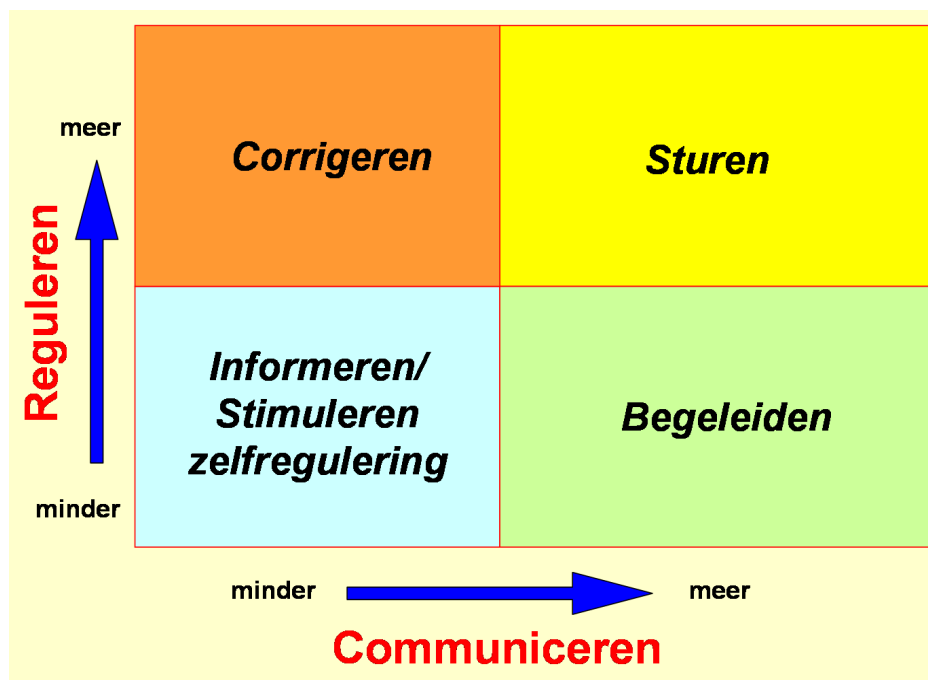 meer
Corrigeren
Sturen
Reguleren
Informeren/
Stimuleren
zelfregulering
Begeleiden
minder
minder
meer
Communiceren